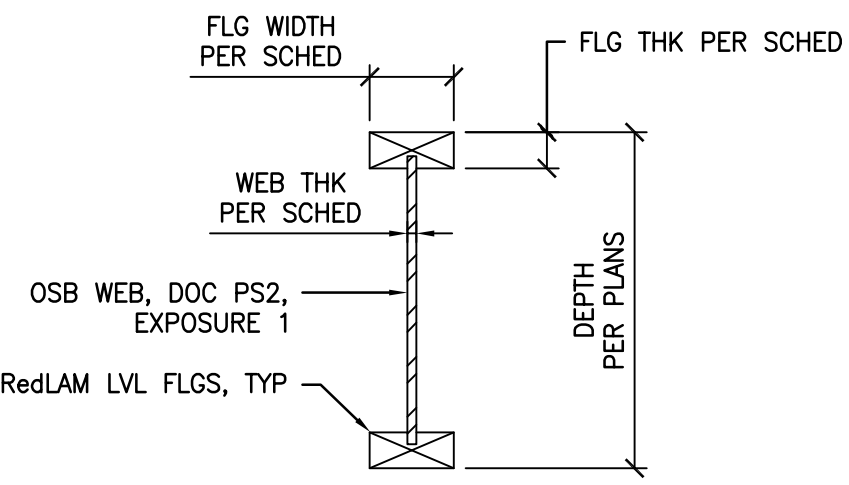 FLG WIDTH
PER SCHED
FLG THK PER SCHED
WEB THK
PER SCHED
DEPTH
PER PLANS
OSB WEB, DOC PS2,
EXPOSURE 1
RedLAM LVL FLGS, TYP